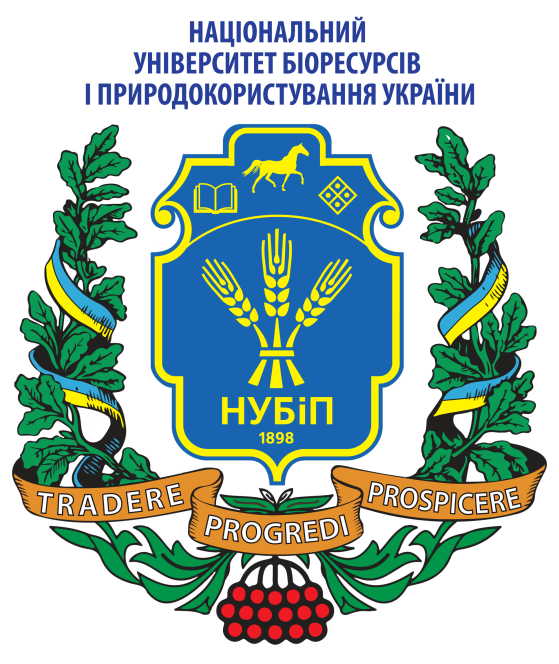 НАЦІОНАЛЬНИЙ
УНІВЕРСИТЕТ БІОРЕСУРСІВ
І ПРИРОДОКОРИСТУВАННЯ УКРАЇНИ
НУБіП
1898
TRADERE
PROGREDI
PROSPICERE